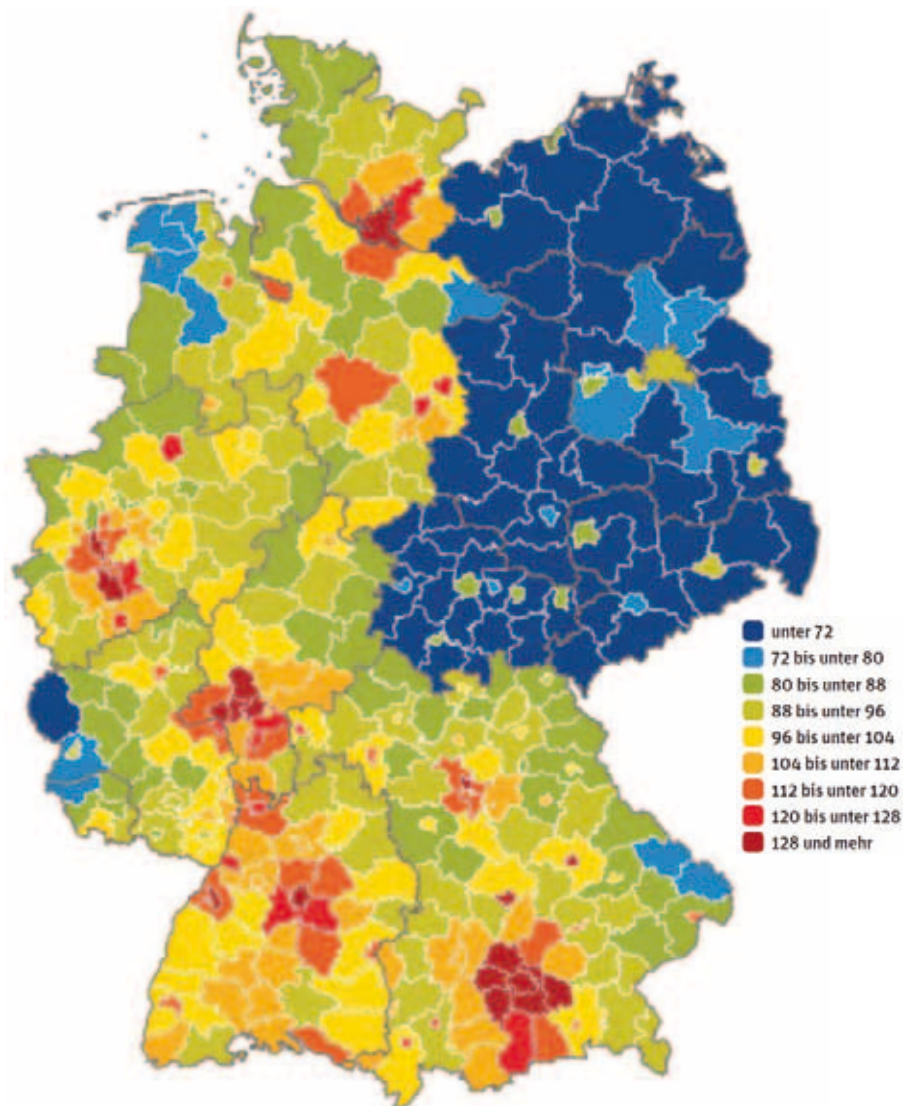 unter 72
72 bis unter 80
80 bis unter 88
88 bis unter 96
96 bis unter 104
104 bis unter 112
112 bis unter 120
120 bis unter 128
128 und mehr